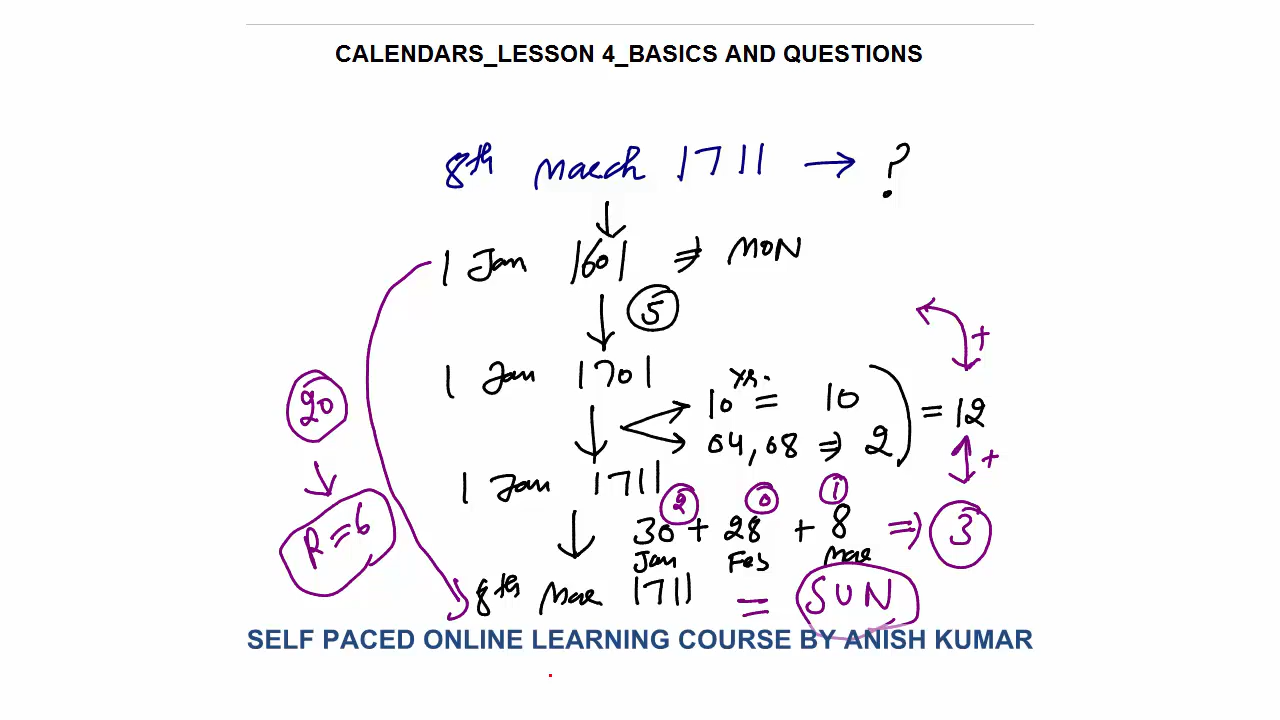 CALENDARS_LESSON 4_BASICS AND QUESTIONS
8th March 1711 → ?
1 Jan 1601 ⇒ MON
5
1 Jan 1701
10 yr. = 10
04, 08 ⇒ 2
= 12
+
+
20
R = 6
1 Jan 1711
2 0 1
30 + 28 + 8 ⇒ 3
Jan Feb Mar
8th Mar 1711 = SUN
SELF PACED ONLINE LEARNING COURSE BY ANISH KUMAR